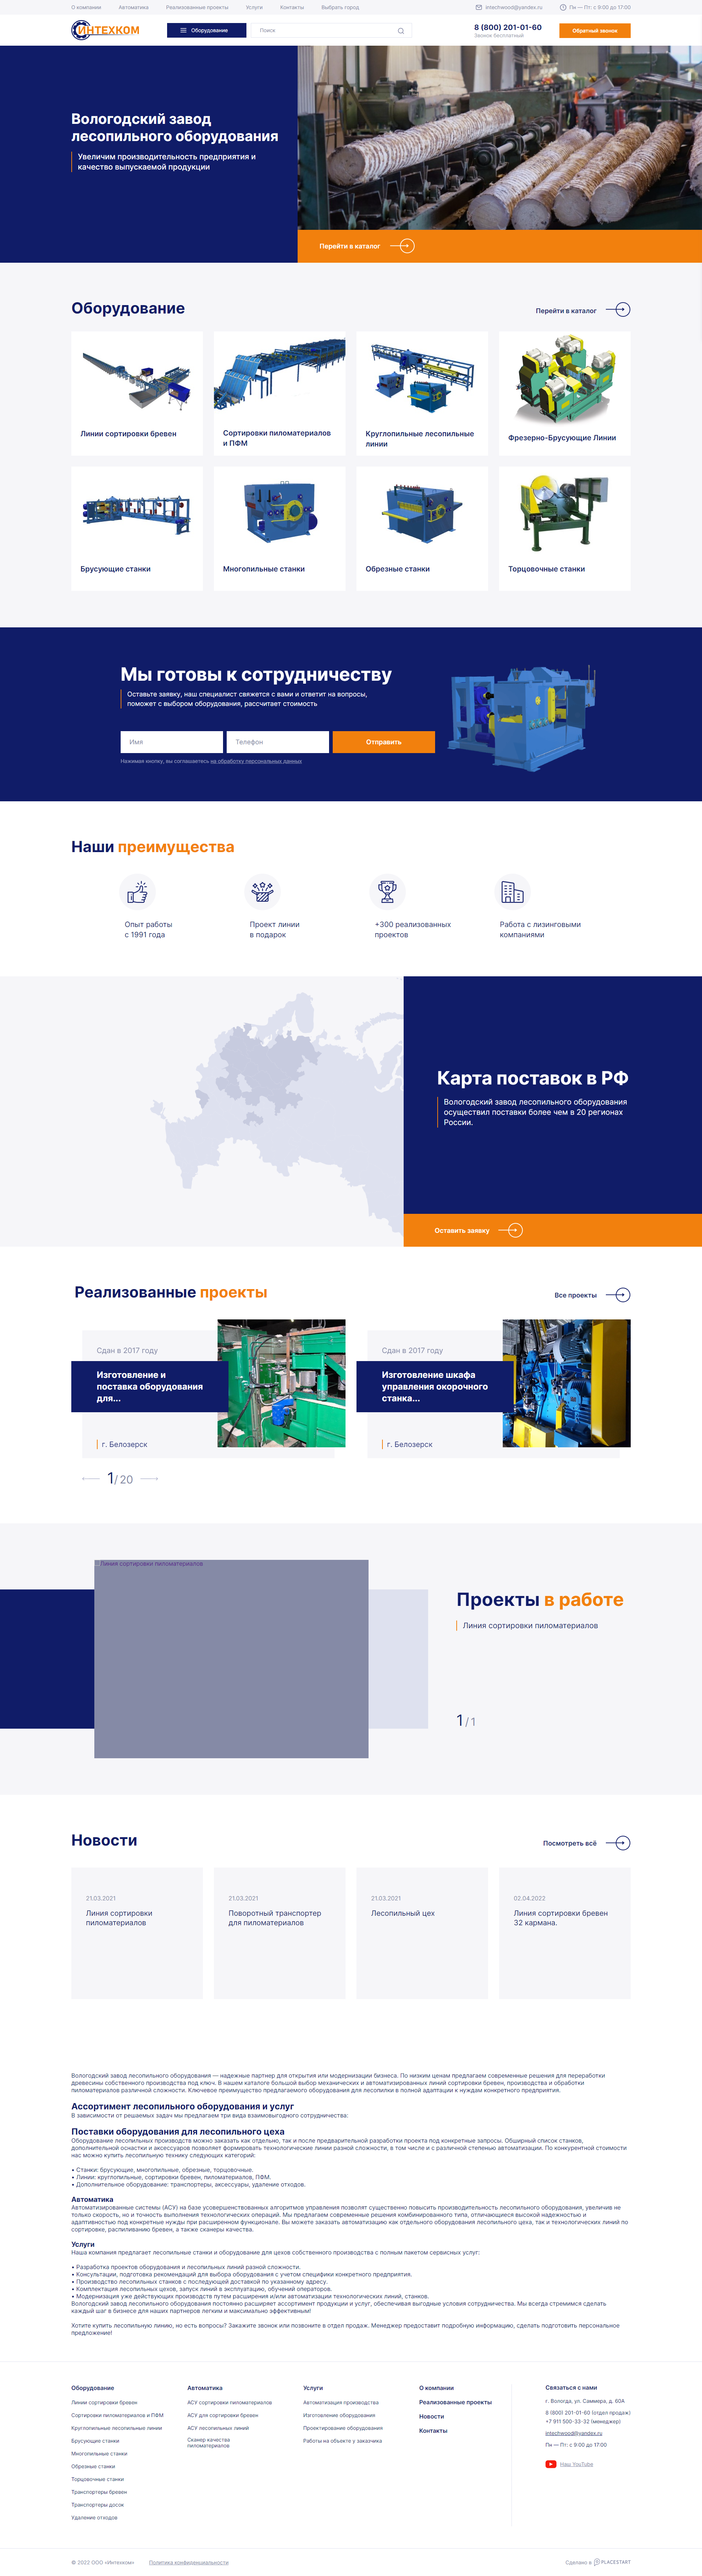 О компании Автоматика Реализованные проекты Услуги Контакты Выбрать город intechwood@yandex.ru Пн — Пт: с 9:00 до 17:00
ИНТЕХКОМ Оборудование Поиск 8 (800) 201-01-60 Обратный звонок
Звонок бесплатный
Вологодский завод
лесопильного оборудования
Увеличим производительность предприятия и
качество выпускаемой продукции
Перейти в каталог
Оборудование Перейти в каталог
Линии сортировки бревен
Сортировки пиломатериалов
и ПФМ
Круглопильные лесопильные
линии
Фрезерно-Брусующие Линии
Брусующие станки
Многопильные станки
Обрезные станки
Торцовочные станки
Мы готовы к сотрудничеству
Оставьте заявку, наш специалист свяжется с вами и ответит на вопросы,
поможет с выбором оборудования, рассчитает стоимость
Имя Телефон Отправить
Нажимая кнопку, вы соглашаетесь на обработку персональных данных
Наши преимущества
Опыт работы
с 1991 года
Проект линии
в подарок
+300 реализованных
проектов
Работа с лизинговыми
компаниями
Карта поставок в РФ
Вологодский завод лесопильного оборудования
осуществил поставки более чем в 20 регионах
России.
Оставить заявку
Реализованные проекты Все проекты
Сдан в 2017 году
Изготовление и
поставка оборудования
для...
г. Белозерск
Сдан в 2017 году
Изготовление шкафа
управления окорочного
станка...
г. Белозерск
1 / 20
Линия сортировки пиломатериалов
Проекты в работе
Линия сортировки пиломатериалов
1 / 1
Новости Посмотреть всё
21.03.2021
Линия сортировки
пиломатериалов
21.03.2021
Поворотный транспортер
для пиломатериалов
21.03.2021
Лесопильный цех
02.04.2022
Линия сортировки бревен
32 кармана.
Вологодский завод лесопильного оборудования — надежные партнер для открытия или модернизации бизнеса. По низким ценам предлагаем современные решения для переработки
древесины собственного производства под ключ. В нашем каталоге большой выбор механических и автоматизированных линий сортировки бревен, производства и обработки
пиломатериалов различной сложности. Ключевое преимущество предлагаемого оборудования для лесопилки в полной адаптации к нуждам конкретного предприятия.
Ассортимент лесопильного оборудования и услуг
В зависимости от решаемых задач мы предлагаем три вида взаимовыгодного сотрудничества:
Поставки оборудования для лесопильного цеха
Оборудование лесопильных производств можно заказать как отдельно, так и после предварительной разработки проекта под конкретные запросы. Обширный список станков,
дополнительной оснастки и аксессуаров позволяет формировать технологические линии разной сложности, в том числе и с различной степенью автоматизации. По конкурентной стоимости
нас можно купить лесопильную технику следующих категорий:
• Станки: брусующие, многопильные, обрезные, торцовочные.
• Линии: круглопильные, сортировки бревен, пиломатериалов, ПФМ.
• Дополнительное оборудование: транспортеры, аксессуары, удаление отходов.
Автоматика
Автоматизированные системы (АСУ) на базе усовершенствованных алгоритмов управления позволят существенно повысить производительность лесопильного оборудования, увеличив не
только скорость, но и точность выполнения технологических операций. Мы предлагаем современные решения комбинированного типа, отличающиеся высокой надежностью и
адаптивностью под конкретные нужды при расширенном функционале. Вы можете заказать автоматизацию как отдельного оборудования лесопильного цеха, так и технологических линий по
сортировке, распиливанию бревен, а также сканеры качества.
Услуги
Наша компания предлагает лесопильные станки и оборудование для цехов собственного производства с полным пакетом сервисных услуг:
• Разработка проектов оборудования и лесопильных линий разной сложности.
• Консультации, подготовка рекомендаций для выбора оборудования с учетом специфики конкретного предприятия.
• Производство лесопильных станков с последующей доставкой по указанному адресу.
• Комплектация лесопильных цехов, запуск линий в эксплуатацию, обучений операторов.
• Модернизация уже действующих производств путем расширения и/или автоматизации технологических линий, станков.
Вологодский завод лесопильного оборудования постоянно расширяет ассортимент продукции и услуг, обеспечивая выгодные условия сотрудничества. Мы всегда стремимся сделать
каждый шаг в бизнесе для наших партнеров легким и максимально эффективным!
Хотите купить лесопильную линию, но есть вопросы? Закажите звонок или позвоните в отдел продаж. Менеджер предоставит подробную информацию, сделать подготовить персональное
предложение!
Оборудование
Линии сортировки бревен
Сортировки пиломатериалов и ПФМ
Круглопильные лесопильные линии
Брусующие станки
Многопильные станки
Обрезные станки
Торцовочные станки
Транспортеры бревен
Транспортеры досок
Удаление отходов
Автоматика
АСУ сортировки пиломатериалов
АСУ для сортировки бревен
АСУ лесопильных линий
Сканер качества
пиломатериалов
Услуги
Автоматизация производства
Изготовление оборудования
Проектирование оборудования
Работы на объекте у заказчика
О компании
Реализованные проекты
Новости
Контакты
Связаться с нами
г. Вологда, ул. Саммера, д. 60А
8 (800) 201-01-60 (отдел продаж)
+7 911 500-33-32 (менеджер)
intechwood@yandex.ru
Пн — Пт: с 9:00 до 17:00
Наш YouTube
© 2022 ООО «Интехком» Политика конфиденциальности Сделано в PLACESTART